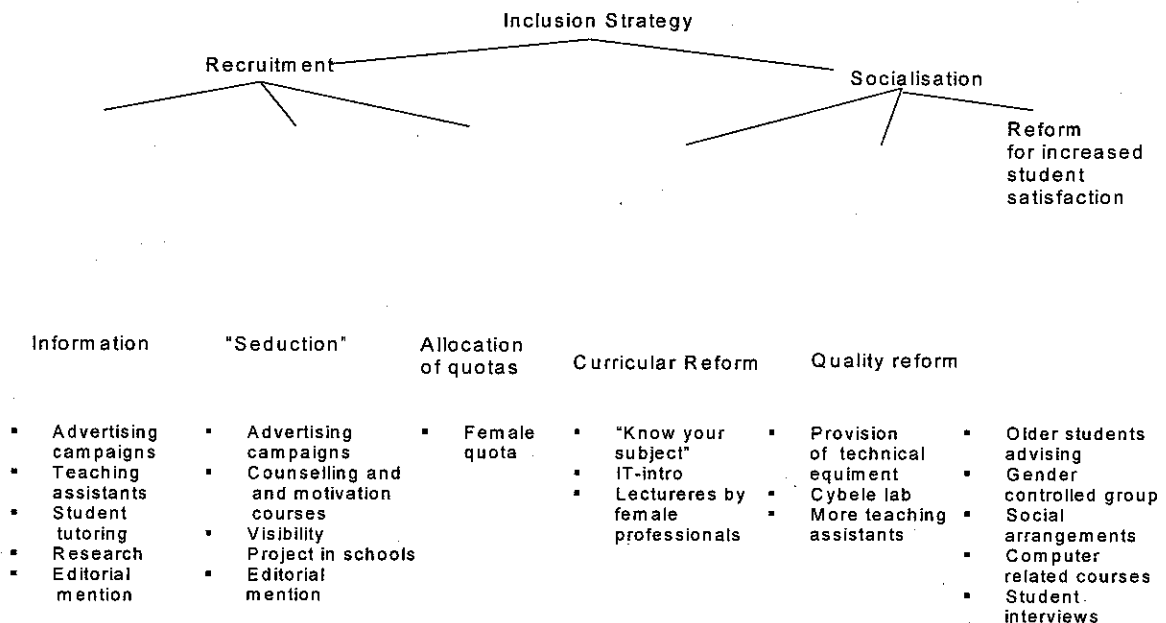 Inclusion Strategy
Recruitment
Socialisation
Reform
for increased
student
satisfaction
Information
"Seduction"
Allocation
of quotas
Curricular Reform
Quality reform
▪ Advertising
campaigns
▪ Teaching
assistants
▪ Student
tutoring
▪ Research
▪ Editorial
mention
▪ Advertising
campaigns
▪ Counselling and
and motivation
courses
▪ Visibility
Project in schools
▪ Editorial
mention
▪ Female
quota
▪ "Know your
subject"
▪ IT-intro
▪ Lectureres by
female
professionals
▪ Provision
of technical
equiment
▪ Cybele lab
▪ More teaching
assistants
▪ Older students
advising
▪ Gender
controlled group
▪ Social
arrangements
▪ Computer
related courses
▪ Student
interviews